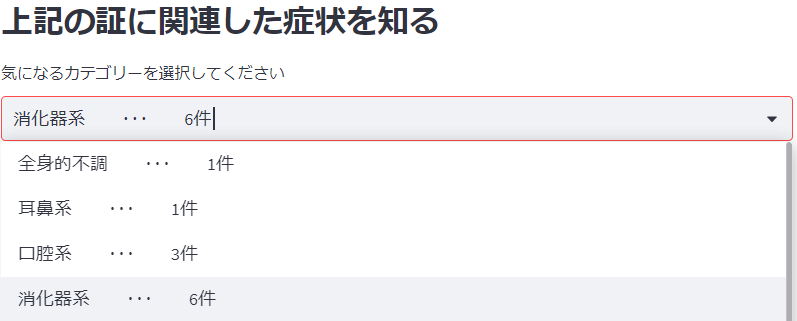 上記の証に関連した症状を知る
気になるカテゴリーを選択してください
消化器系 ··· 6件
全身的不調 ··· 1件
耳鼻系 ··· 1件
口腔系 ··· 3件
消化器系 ··· 6件